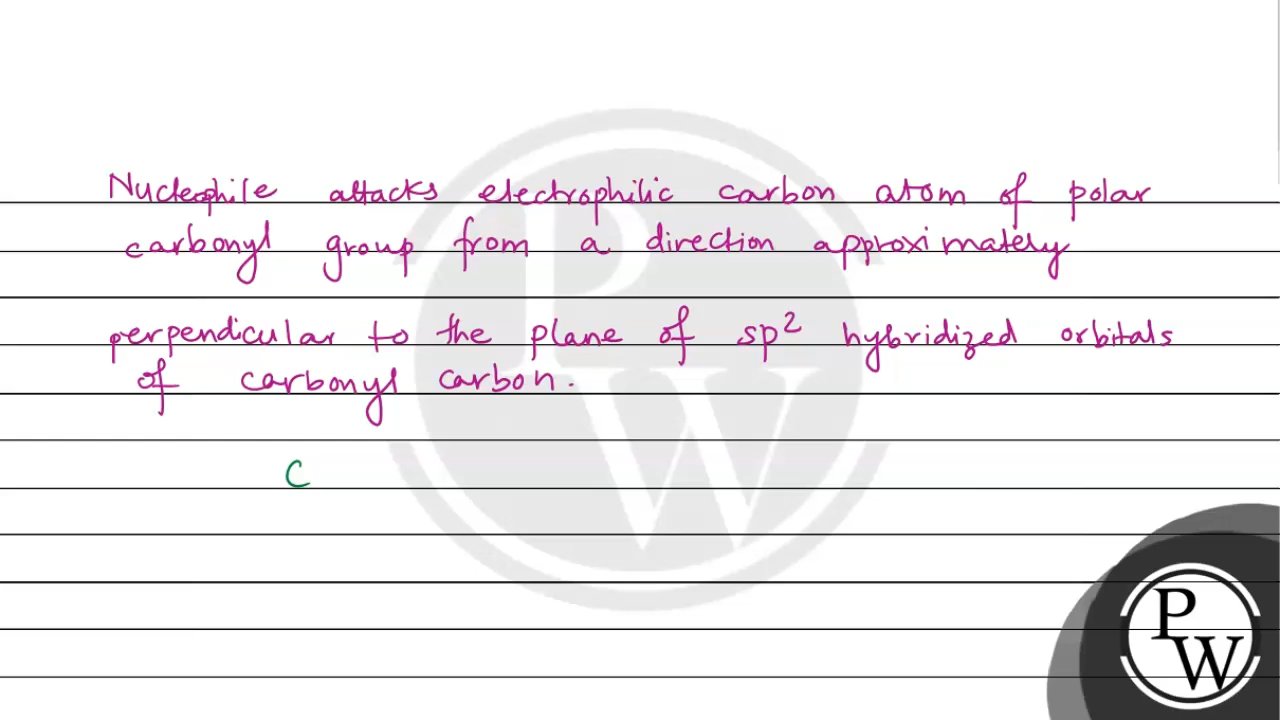 Nucleophile attacks electrophilic carbon atom of polar
carbonyl group from a direction approximately
perpendicular to the plane of sp² hybridized orbitals
of carbonyl carbon.
C
PW
PW